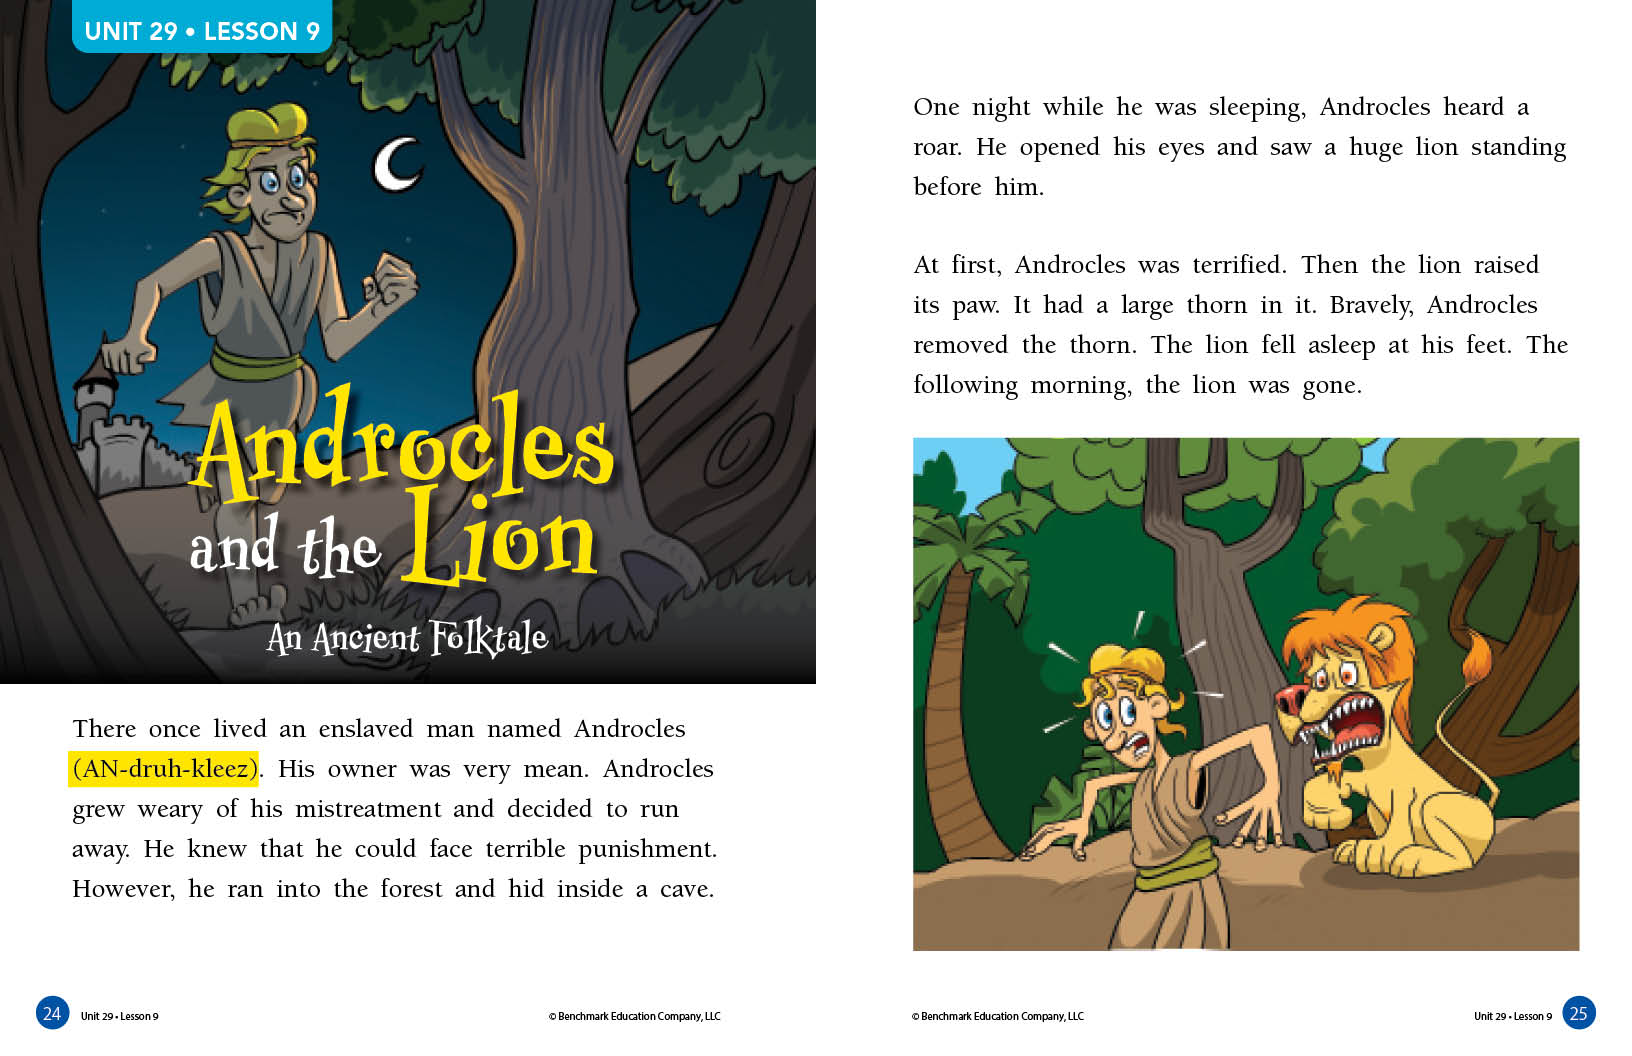 UNIT 29 • LESSON 9
Androcles
and the Lion
An Ancient Folktale
There once lived an enslaved man named Androcles
(AN-druh-kleez). His owner was very mean. Androcles
grew weary of his mistreatment and decided to run
away. He knew that he could face terrible punishment.
However, he ran into the forest and hid inside a cave.
24 Unit 29 • Lesson 9 © Benchmark Education Company, LLC
One night while he was sleeping, Androcles heard a
roar. He opened his eyes and saw a huge lion standing
before him.
At first, Androcles was terrified. Then the lion raised
its paw. It had a large thorn in it. Bravely, Androcles
removed the thorn. The lion fell asleep at his feet. The
following morning, the lion was gone.
© Benchmark Education Company, LLC Unit 29 • Lesson 9 25